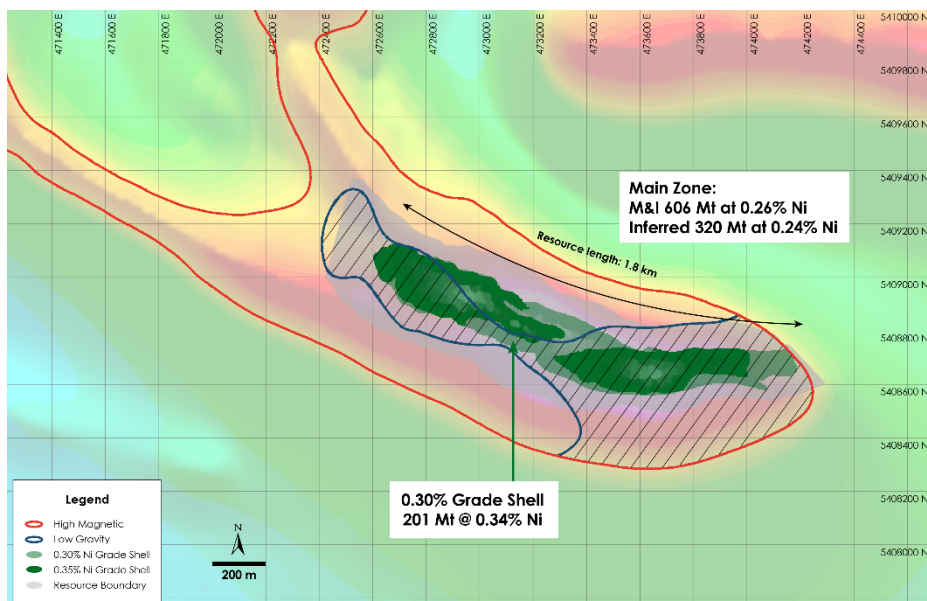 471400 E
471600 E
471800 E
472000 E
472200 E
472400 E
472600 E
472800 E
473000 E
473200 E
473400 E
473600 E
473800 E
474000 E
474200 E
474400 E
5410000 N
5409800 N
5409600 N
5409400 N
5409200 N
5409000 N
5408800 N
5408600 N
5408400 N
5408200 N
5408000 N
Main Zone:
M&I 606 Mt at 0.26% Ni
Inferred 320 Mt at 0.24% Ni
Resource length: 1.8 km
0.30% Grade Shell
201 Mt @ 0.34% Ni
Legend
High Magnetic
Low Gravity
0.30% Ni Grade Shell
0.35% Ni Grade Shell
Resource Boundary
N
200 m